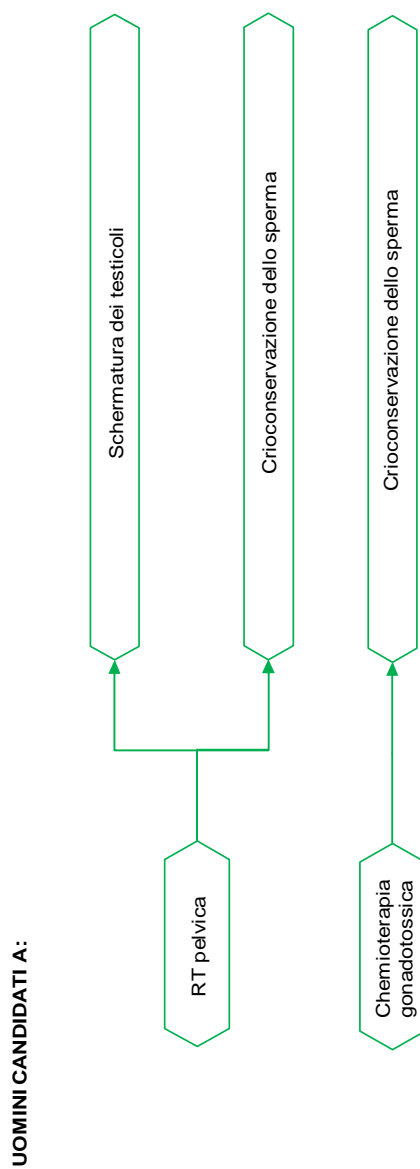 UOMINI CANDIDATI A:
RT pelvica
Schermatura dei testicoli
Crioconservazione dello sperma
Chemioterapia
gonadotossica
Crioconservazione dello sperma